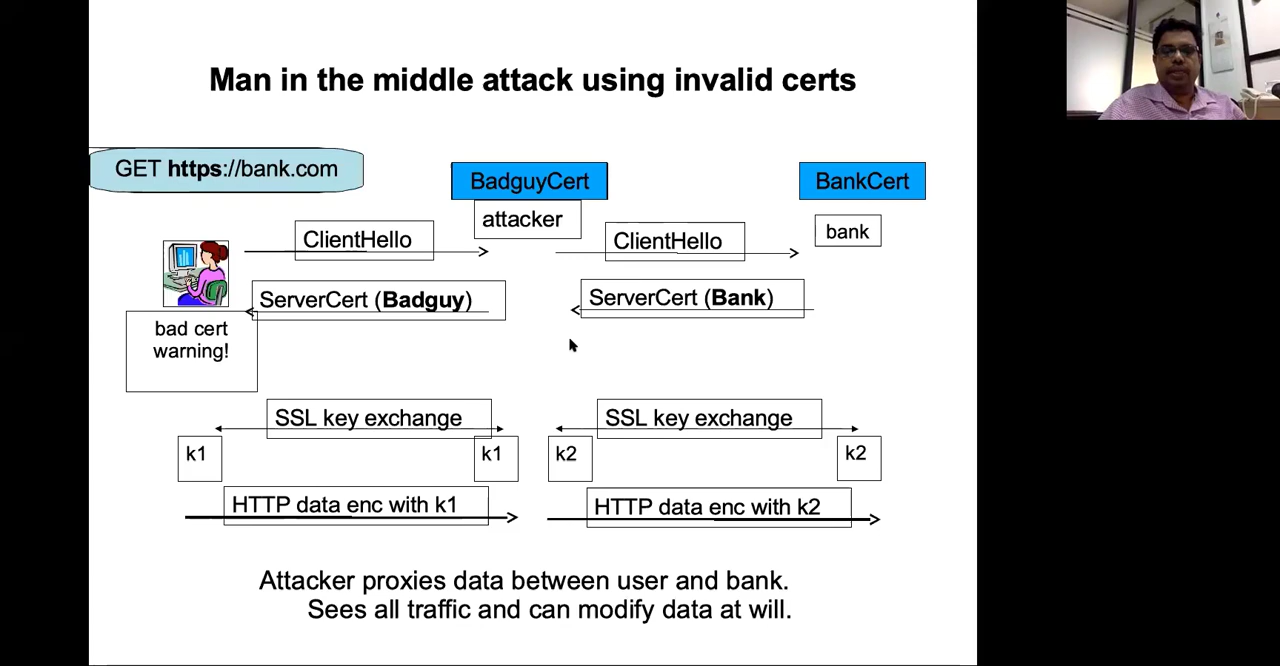 Man in the middle attack using invalid certs
GET https://bank.com
BadguyCert
BankCert
attacker
bank
ClientHello
ClientHello
ServerCert (Badguy)
ServerCert (Bank)
bad cert
warning!
SSL key exchange
SSL key exchange
k1
k1
k2
k2
HTTP data enc with k1
HTTP data enc with k2
Attacker proxies data between user and bank.
Sees all traffic and can modify data at will.